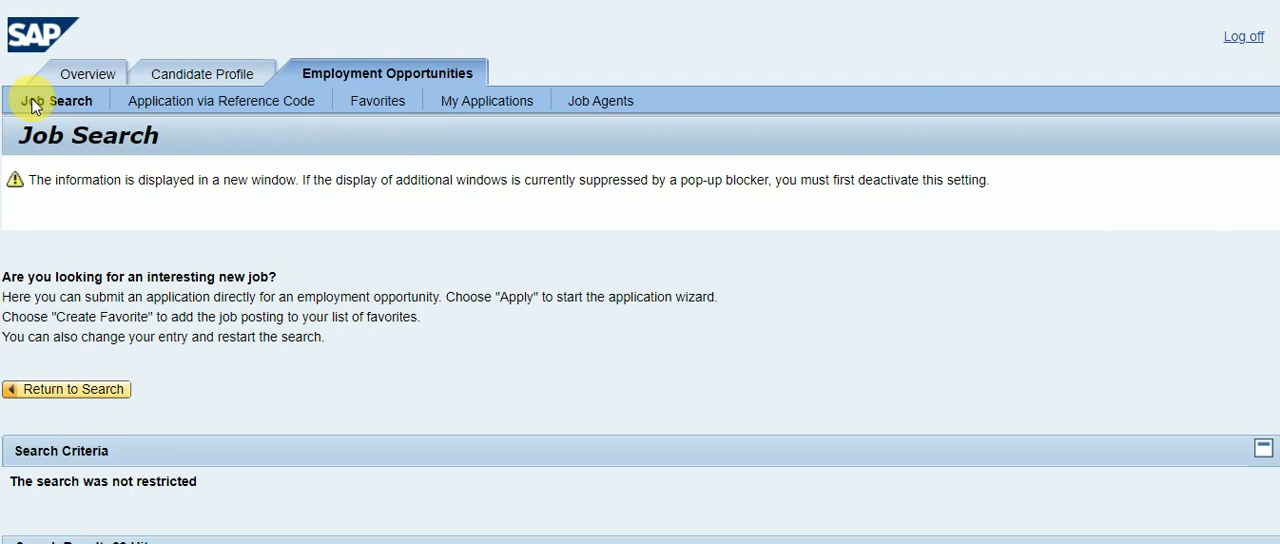 SAP
Log off
Overview Candidate Profile Employment Opportunities
Job Search Application via Reference Code Favorites My Applications Job Agents
Job Search
The information is displayed in a new window. If the display of additional windows is currently suppressed by a pop-up blocker, you must first deactivate this setting.
Are you looking for an interesting new job?
Here you can submit an application directly for an employment opportunity. Choose "Apply" to start the application wizard.
Choose "Create Favorite" to add the job posting to your list of favorites.
You can also change your entry and restart the search.
Return to Search
Search Criteria
The search was not restricted